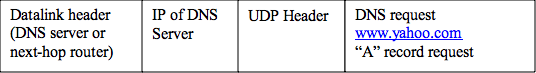 Datalink header
(DNS server or
next-hop router)
IP of DNS
Server
UDP Header
DNS request
www.yahoo.com
“A” record request